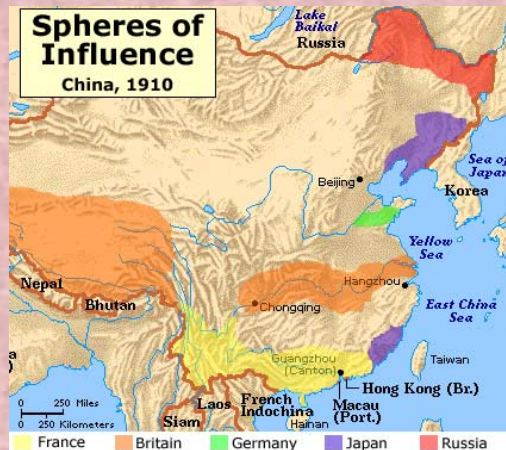 Spheres of
Influence
China, 1910
Lake
Baikal
Russia
Sea of
Japan
Beijing
Korea
Yellow
Sea
Nepal
Bhutan
Hangzhou
Chongqing
East China
Sea
Guangzhou
(Canton)
Taiwan
Hong Kong (Br.)
Macau
(Port.)
Laos
French
Indochina
Siam
Hainan
0 250 Miles
0 250 Kilometers
France Britain Germany Japan Russia